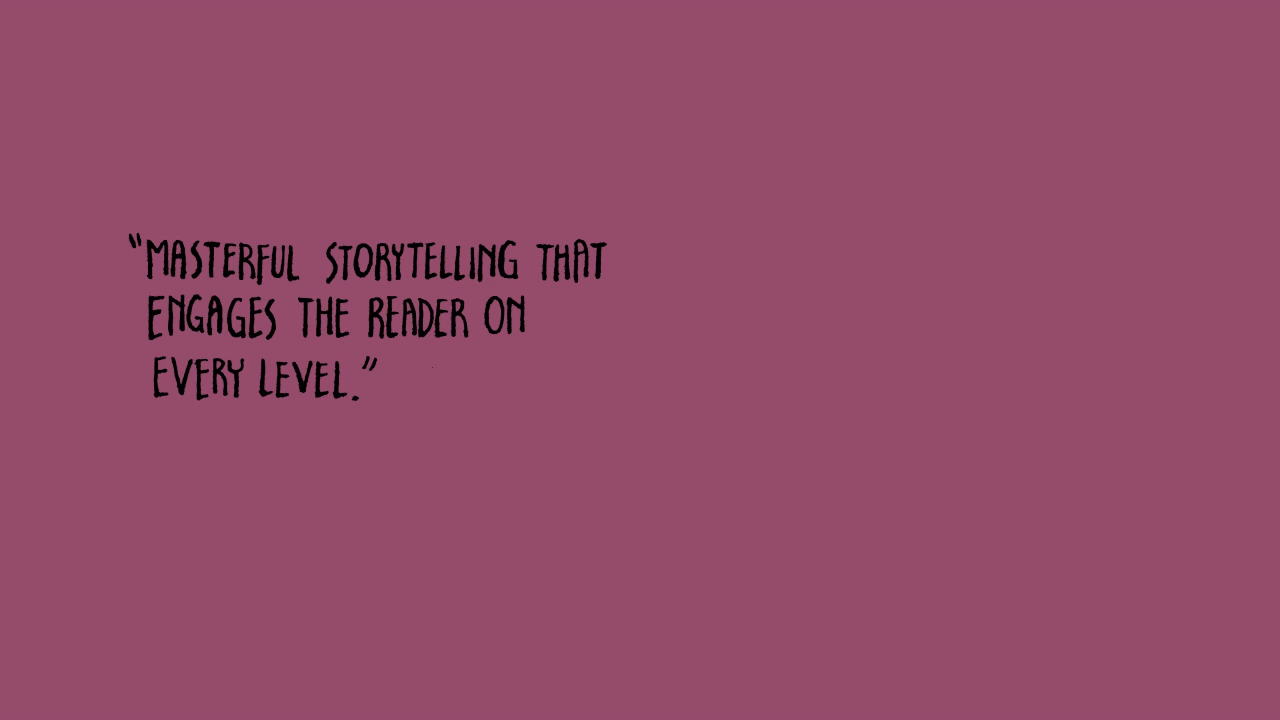 “MASTERFUL STORYTELLING THAT
ENGAGES THE READER ON
EVERY LEVEL.”